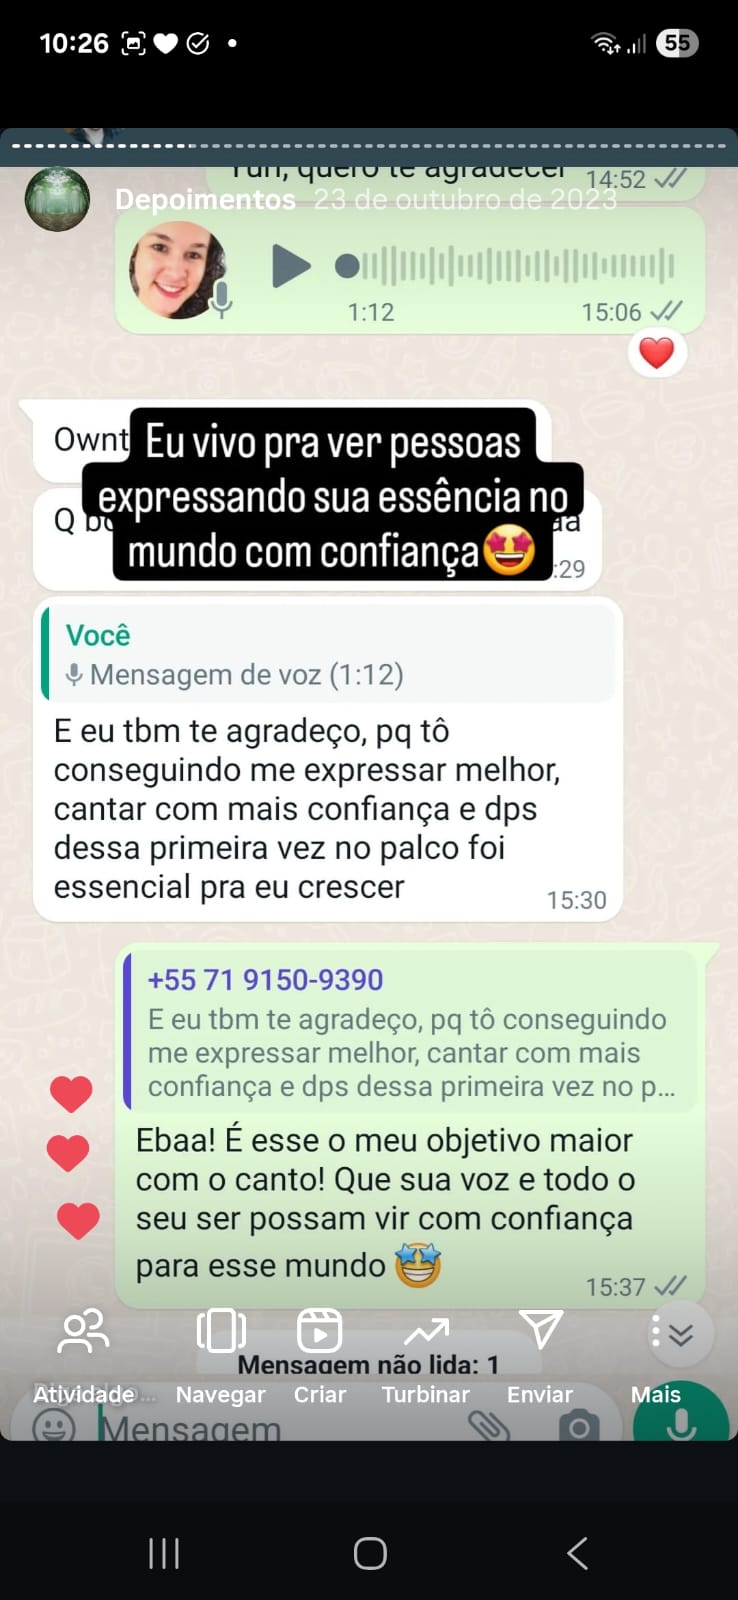 10:26
55
Yuri, quero te agradecer 14:52
Depoimentos 23 de outubro de 2023
1:12 15:06
Ownt
Eu vivo pra ver pessoas
expressando sua essência no
mundo com confiança
Q
:29
Você
Mensagem de voz (1:12)
E eu tbm te agradeço, pq tô
conseguindo me expressar melhor,
cantar com mais confiança e dps
dessa primeira vez no palco foi
essencial pra eu crescer
15:30
+55 71 9150-9390
E eu tbm te agradeço, pq tô conseguindo
me expressar melhor, cantar com mais
confiança e dps dessa primeira vez no p...
Ebaa! É esse o meu objetivo maior
com o canto! Que sua voz e todo o
seu ser possam vir com confiança
para esse mundo
15:37
Mensagem não lida: 1
Atividade Navegar Criar Turbinar Enviar Mais
Mensagem